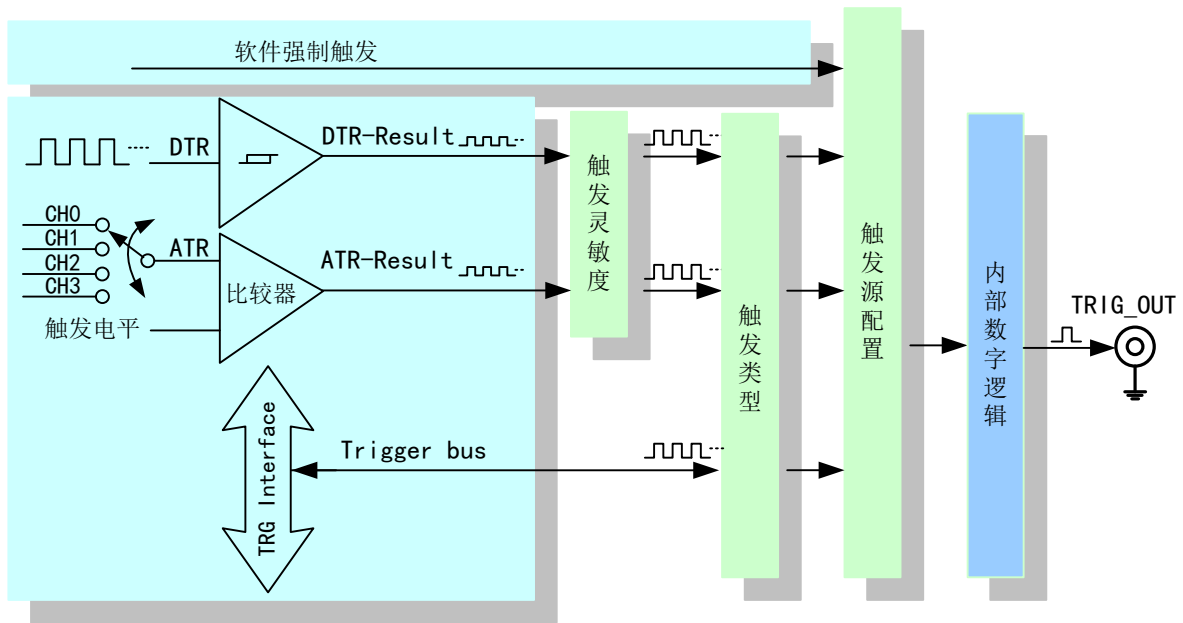 软件强制触发
DTR
DTR-Result
CH0
CH1
CH2
CH3
ATR
ATR-Result
比较器
触发电平
TRG Interface
Trigger bus
触发灵敏度
触发类型
触发源配置
内部数字逻辑
TRIG_OUT